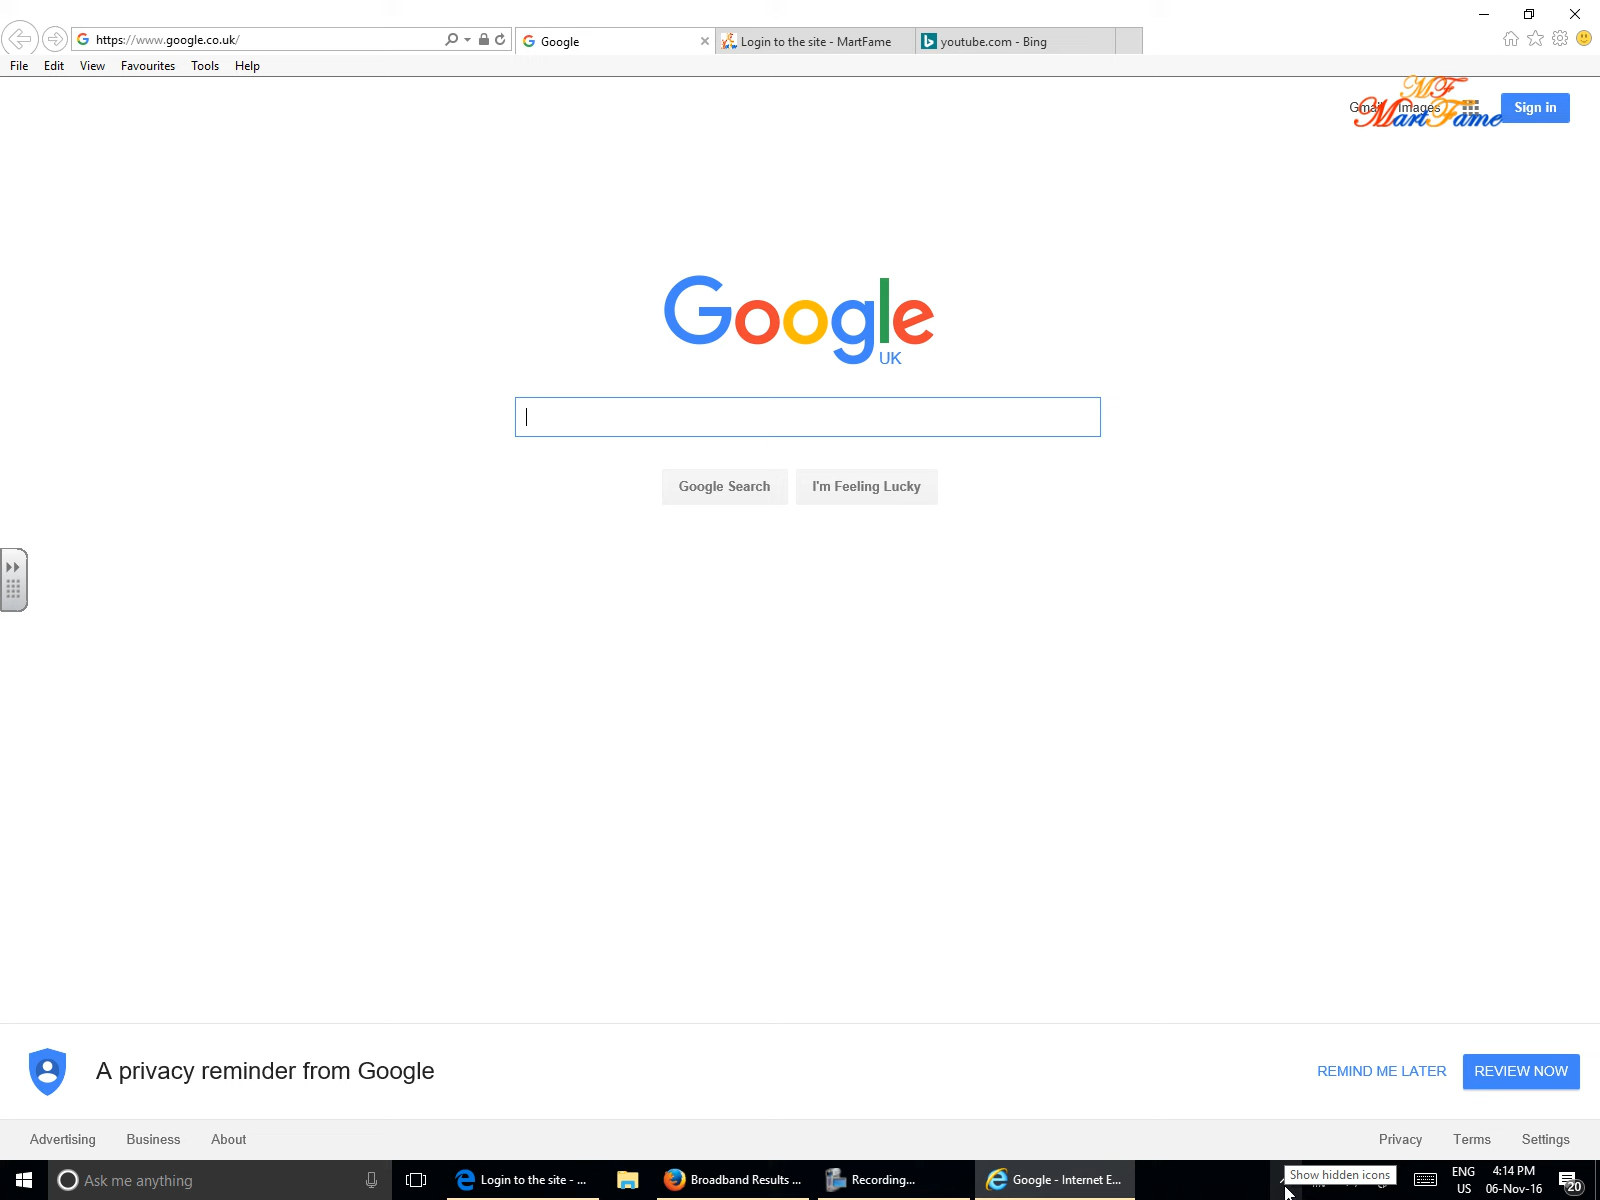 https://www.google.co.uk/
Google
Login to the site - MartFame
youtube.com - Bing
File Edit View Favourites Tools Help
MF
MartFame
Gmail Images
Sign in
Google
UK
Google Search
I'm Feeling Lucky
A privacy reminder from Google
REMIND ME LATER
REVIEW NOW
Advertising Business About
Privacy Terms Settings
Ask me anything
Login to the site - ...
Broadband Results ...
Recording...
Google - Internet E...
Show hidden icons
ENG
US
4:14 PM
06-Nov-16
20